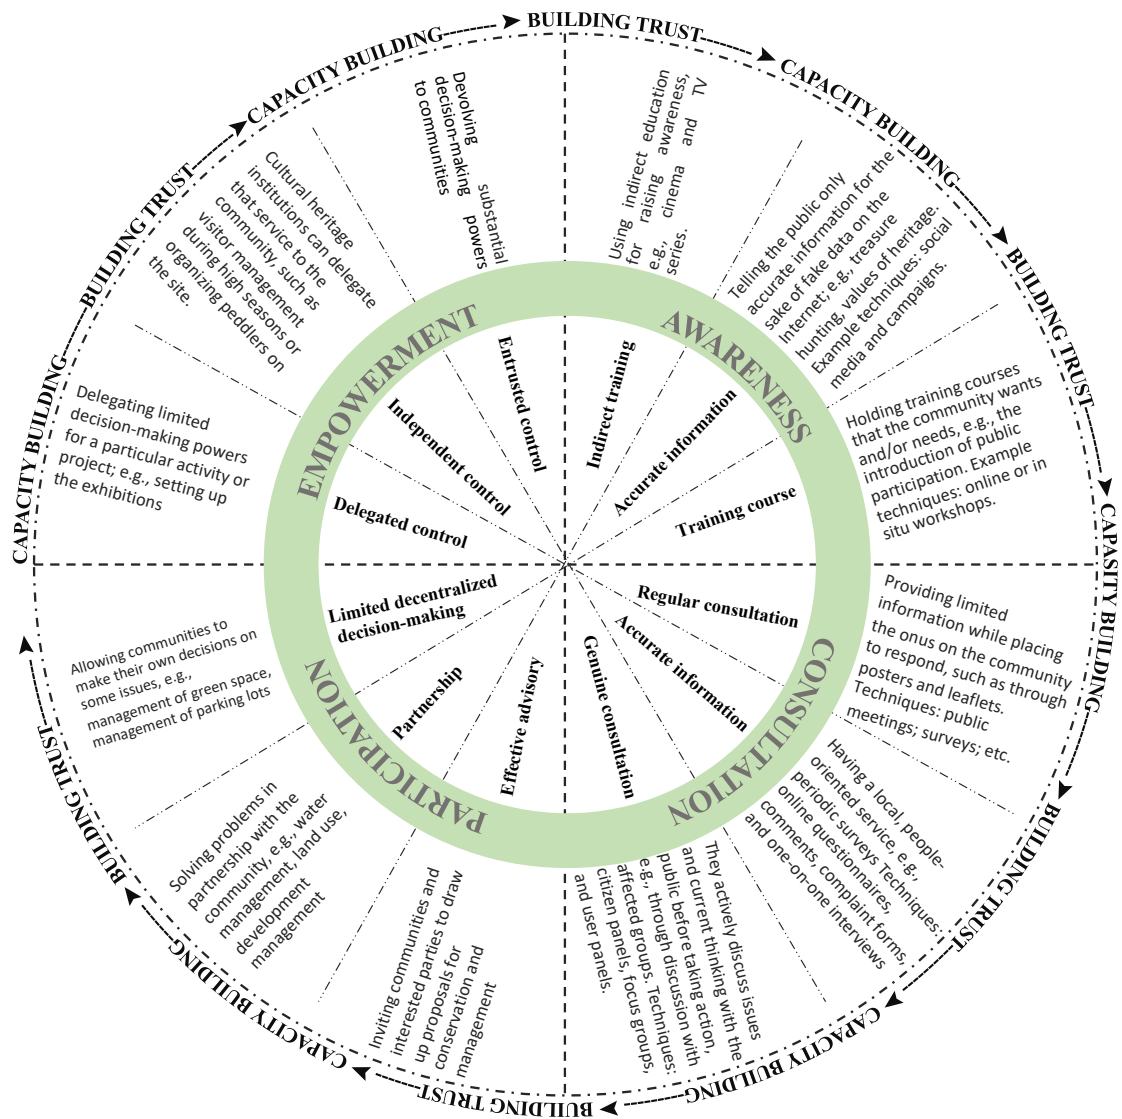 BUILDING TRUST
CAPACITY BUILDING
BUILDING TRUST
CAPASITY BUILDING
BUILDING TRUST
CAPACITY BUILDING
BUILDING TRUST
CAPACITY BUILDING
BUILDING TRUST
CAPACITY BUILDING
BUILDING TRUST
CAPACITY BUILDING
AWARENESS
Indirect training
Using indirect education
for raising awareness,
e.g., cinema and TV
series.
Accurate information
Telling the public only
accurate information for the
sake of fake data on the
Internet; e.g., treasure
hunting, values of heritage.
Example techniques: social
media and campaigns.
Training course
Holding training courses
that the community wants
and/or needs, e.g., the
introduction of public
participation. Example
techniques: online or in
situ workshops.
CONSULTATION
Regular consultation
Providing limited
information while placing
the onus on the community
to respond, such as through
posters and leaflets.
Techniques: public
meetings; surveys; etc.
Accurate information
Having a local, people-
oriented service, e.g.,
periodic surveys Techniques:
online questionnaires,
comments, complaint forms,
and one-on-one interviews
Genuine consultation
They actively discuss issues
and current thinking with the
public before taking action,
e.g., through discussion with
affected groups. Techniques:
citizen panels, focus groups,
and user panels.
PARTICIPATION
Effective advisory
Inviting communities and
interested parties to draw
up proposals for
conservation and
management
Partnership
Solving problems in
partnership with the
community, e.g., water
management, land use,
development
management
Limited decentralized
decision-making
Allowing communities to
make their own decisions on
some issues, e.g.,
management of green space,
management of parking lots
EMPOWERMENT
Delegated control
Delegating limited
decision-making powers
for a particular activity or
project; e.g., setting up
the exhibitions
Independent control
Cultural heritage
institutions can delegate
that service to the
community, such as
visitor management
during high seasons or
organizing peddlers on
the site.
Entrusted control
Devolving substantial
decision-making powers
to communities